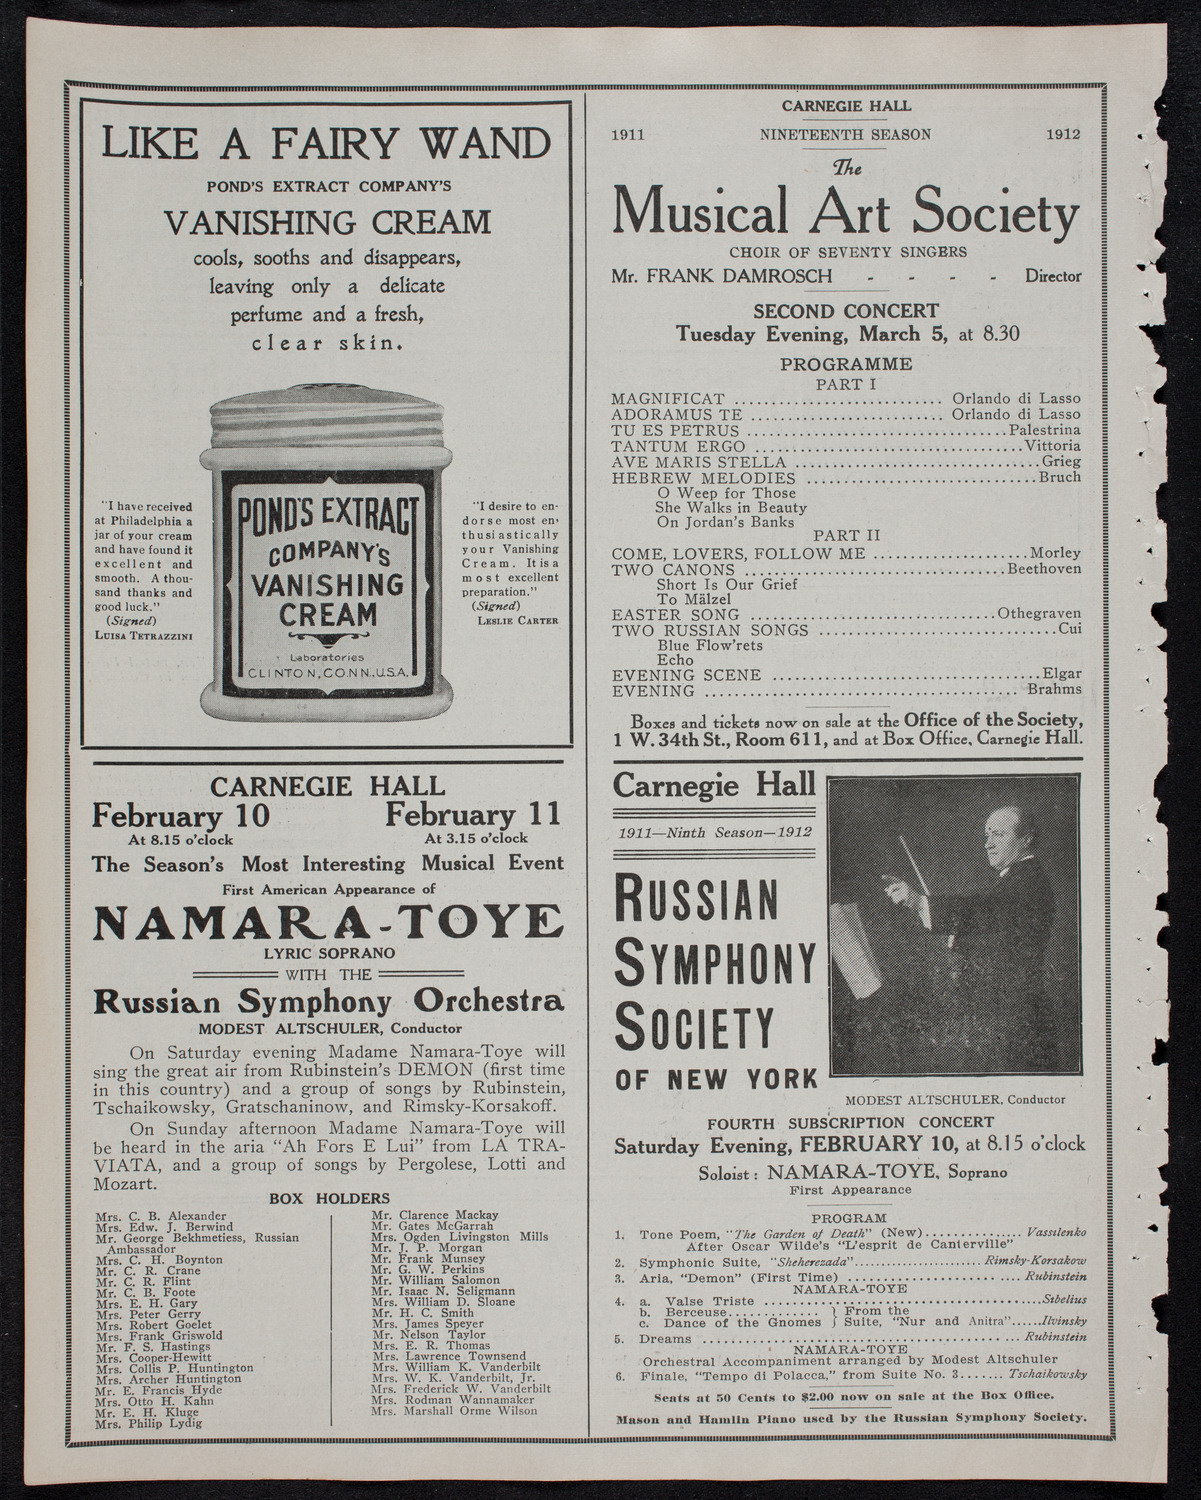 LIKE A FAIRY WAND
POND'S EXTRACT COMPANY'S
VANISHING CREAM
cools, sooths and disappears,
leaving only a delicate
perfume and a fresh,
clear skin.
"I have received
at Philadelphia a
jar of your cream
and have found it
excellent and
smooth. A thou-
sand thanks and
good luck."
(Signed)
LUISA TETRAZZINI
POND'S EXTRACT
COMPANY'S
VANISHING
CREAM
Laboratories
CLINTON, CONN., U.S.A.
"I desire to en-
dorse most en-
thusiastically
your Vanishing
Cream. It is a
most excellent
preparation."
(Signed)
LESLIE CARTER
CARNEGIE HALL
February 10 February 11
At 8.15 o'clock At 3.15 o'clock
The Season's Most Interesting Musical Event
First American Appearance of
NAMARA-TOYE
LYRIC SOPRANO
WITH THE
Russian Symphony Orchestra
MODEST ALTSCHULER, Conductor
On Saturday evening Madame Namara-Toye will
sing the great air from Rubinstein's DEMON (first time
in this country) and a group of songs by Rubinstein,
Tschaikowsky, Gratschaninow, and Rimsky-Korsakoff.
On Sunday afternoon Madame Namara-Toye will
be heard in the aria "Ah Fors E Lui" from LA TRA-
VIATA, and a group of songs by Pergolese, Lotti and
Mozart.
BOX HOLDERS
Mrs. C. B. Alexander
Mrs. Edw. J. Berwind
Mr. George Bekhmetiess, Russian
Ambassador
Mrs. C. H. Boynton
Mr. C. R. Crane
Mr. C. R. Flint
Mr. C. B. Foote
Mrs. E. H. Gary
Mrs. Peter Gerry
Mrs. Robert Goelet
Mrs. Frank Griswold
Mr. F. S. Hastings
Mrs. Cooper-Hewitt
Mrs. Collis P. Huntington
Mrs. Archer Huntington
Mr. E. Francis Hyde
Mrs. Otto H. Kahn
Mr. E. H. Kluge
Mrs. Philip Lydig
Mr. Clarence Mackay
Mr. Gates McGarrah
Mrs. Ogden Livingston Mills
Mr. J. P. Morgan
Mr. Frank Munsey
Mr. G. W. Perkins
Mr. William Salomon
Mr. Isaac N. Seligmann
Mrs. William D. Sloane
Mr. H. C. Smith
Mrs. James Speyer
Mr. Nelson Taylor
Mrs. E. R. Thomas
Mrs. Lawrence Townsend
Mrs. William K. Vanderbilt
Mrs. W. K. Vanderbilt, Jr.
Mrs. Frederick W. Vanderbilt
Mrs. Rodman Wannamaker
Mrs. Marshall Orme Wilson
CARNEGIE HALL
1911 NINETEENTH SEASON 1912
The
Musical Art Society
CHOIR OF SEVENTY SINGERS
Mr. FRANK DAMROSCH - - - - Director
SECOND CONCERT
Tuesday Evening, March 5, at 8.30
PROGRAMME
PART I
MAGNIFICAT ........................... Orlando di Lasso
ADORAMUS TE ......................... Orlando di Lasso
TU ES PETRUS ..................................Palestrina
TANTUM ERGO ...................................Vittoria
AVE MARIS STELLA ................................Grieg
HEBREW MELODIES ..............................Bruch
O Weep for Those
She Walks in Beauty
On Jordan's Banks
PART II
COME, LOVERS, FOLLOW ME ....................Morley
TWO CANONS ..................................Beethoven
Short Is Our Grief
To Mälzel
EASTER SONG ................................Othegraven
TWO RUSSIAN SONGS ...............................Cui
Blue Flow'rets
Echo
EVENING SCENE ...................................Elgar
EVENING ......................................... Brahms
Boxes and tickets now on sale at the Office of the Society,
1 W. 34th St., Room 611, and at Box Office, Carnegie Hall.
Carnegie Hall
1911—Ninth Season—1912
RUSSIAN
SYMPHONY
SOCIETY
OF NEW YORK
MODEST ALTSCHULER, Conductor
FOURTH SUBSCRIPTION CONCERT
Saturday Evening, FEBRUARY 10, at 8.15 o'clock
Soloist: NAMARA-TOYE, Soprano
First Appearance
PROGRAM
1. Tone Poem, "The Garden of Death" (New)............... Vassilenko
After Oscar Wilde's "L'esprit de Canterville"
2. Symphonic Suite, "Sheherezada"........................ Rimsky-Korsakow
3. Aria, "Demon" (First Time) ............................ Rubinstein
NAMARA-TOYE
4. a. Valse Triste .......................................Sibelius
b. Berceuse............. } From the
c. Dance of the Gnomes } Suite, "Nur and Anitra"......Ilvinsky
5. Dreams ............................................... Rubinstein
NAMARA-TOYE
Orchestral Accompaniment arranged by Modest Altschuler
6. Finale, "Tempo di Polacca," from Suite No. 3....... Tschaikowsky
Seats at 50 Cents to $2.00 now on sale at the Box Office.
Mason and Hamlin Piano used by the Russian Symphony Society.